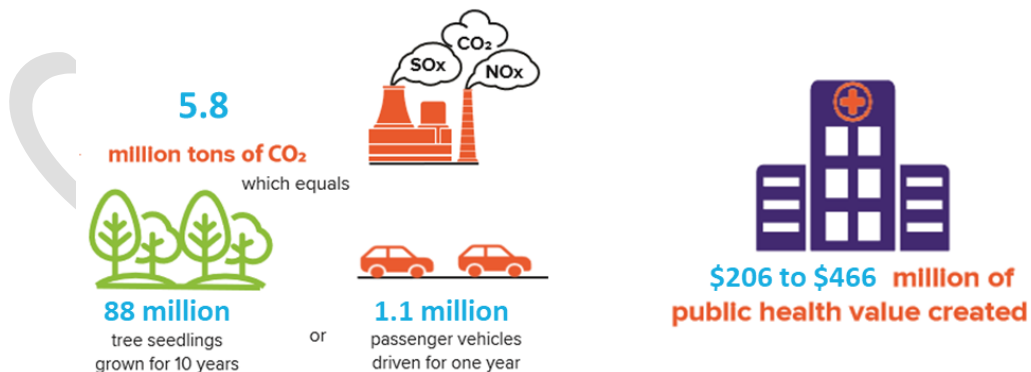 CO₂
SOx
NOx
5.8
million tons of CO₂
which equals
88 million
tree seedlings
grown for 10 years
or
1.1 million
passenger vehicles
driven for one year
$206 to $466 million of
public health value created